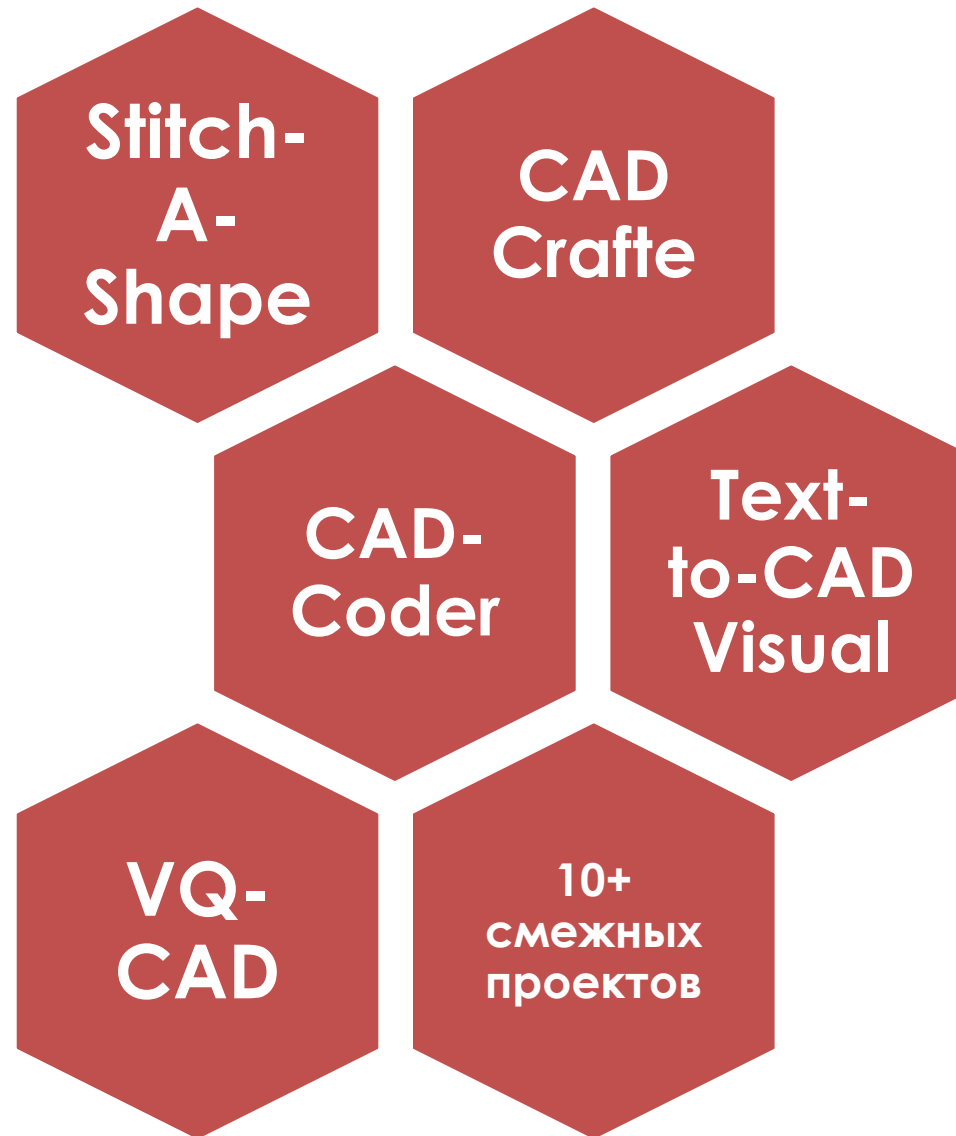 Stitch-
A-
Shape
CAD
Crafte
CAD-
Coder
Text-
to-CAD
Visual
VQ-
CAD
10+
смежных
проектов